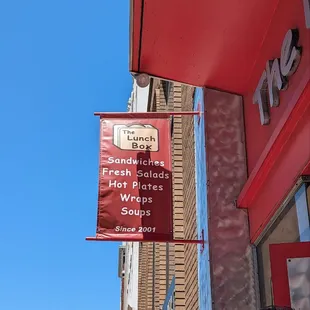 The
Lunch
Box
Sandwiches
Fresh Salads
Hot Plates
Wraps
Soups
Since 2001
The